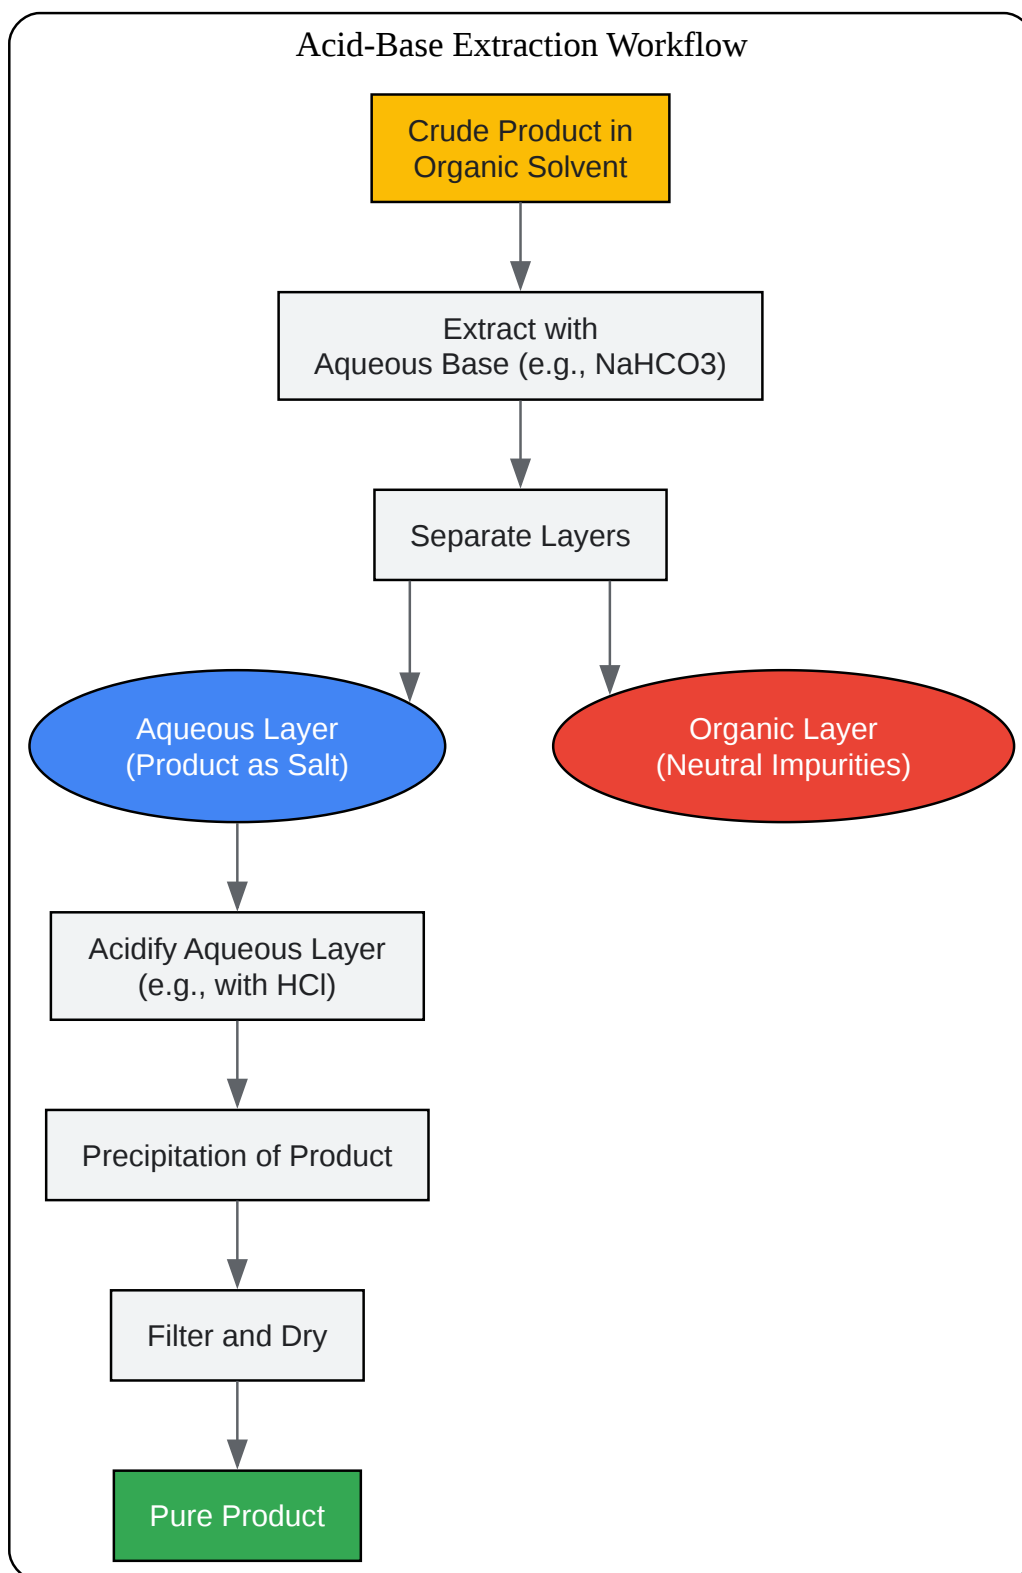 Acid-Base Extraction Workflow
Crude Product in
Organic Solvent
Extract with
Aqueous Base (e.g., NaHCO3)
Separate Layers
Aqueous Layer
(Product as Salt)
Organic Layer
(Neutral Impurities)
Acidify Aqueous Layer
(e.g., with HCl)
Precipitation of Product
Filter and Dry
Pure Product